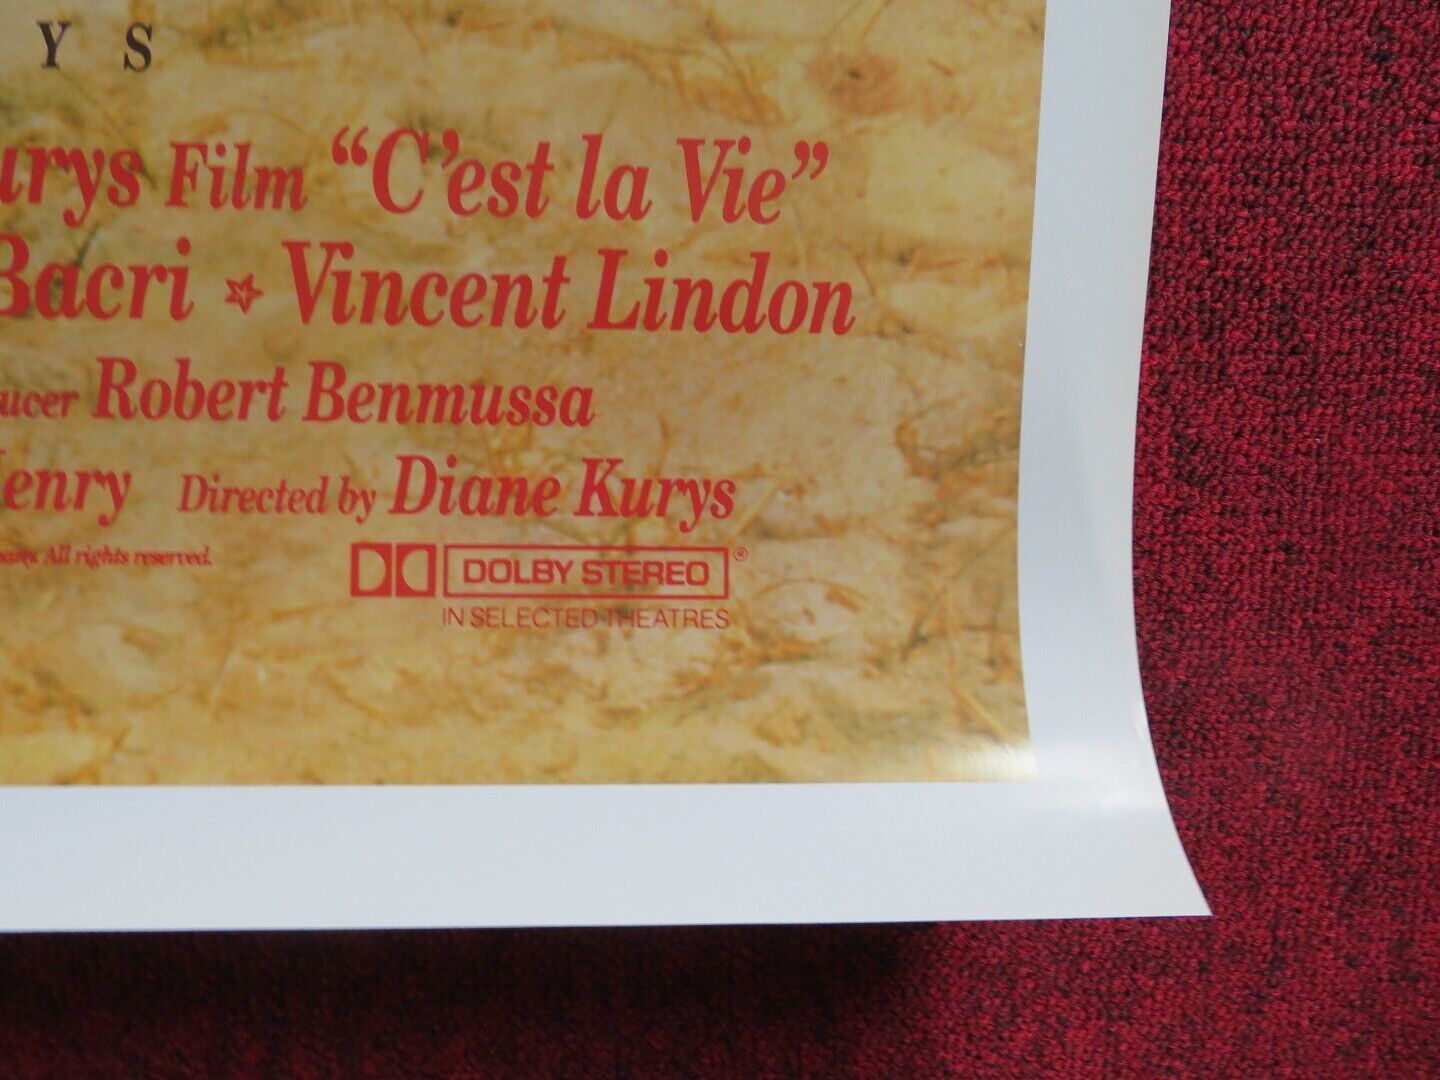 Y S
urys Film “C’est la Vie”
Bacri ☆ Vincent Lindon
ucer Robert Benmussa
Henry Directed by Diane Kurys
All rights reserved.
DOLBY STEREO ®
IN SELECTED THEATRES